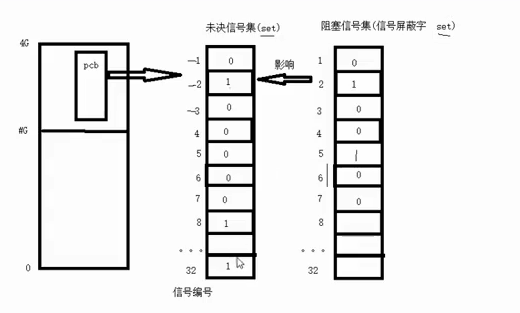 未决信号集(set)
阻塞信号集(信号屏蔽字 set)
4G
pcb
影响
#G
0
一1 0
一2 1
一3 0
4 0
5 0
6 0
7 0
8 1
。。。
32 1
1 0
2 1
3 0
4 0
5 1
6 0
7 0
8
。。。
32
信号编号